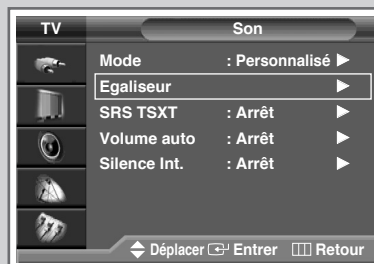 TV Son
Mode : Personnalisé ►
Egaliseur ►
SRS TSXT : Arrêt ►
Volume auto : Arrêt ►
Silence Int. : Arrêt ►
Déplacer Entrer Retour